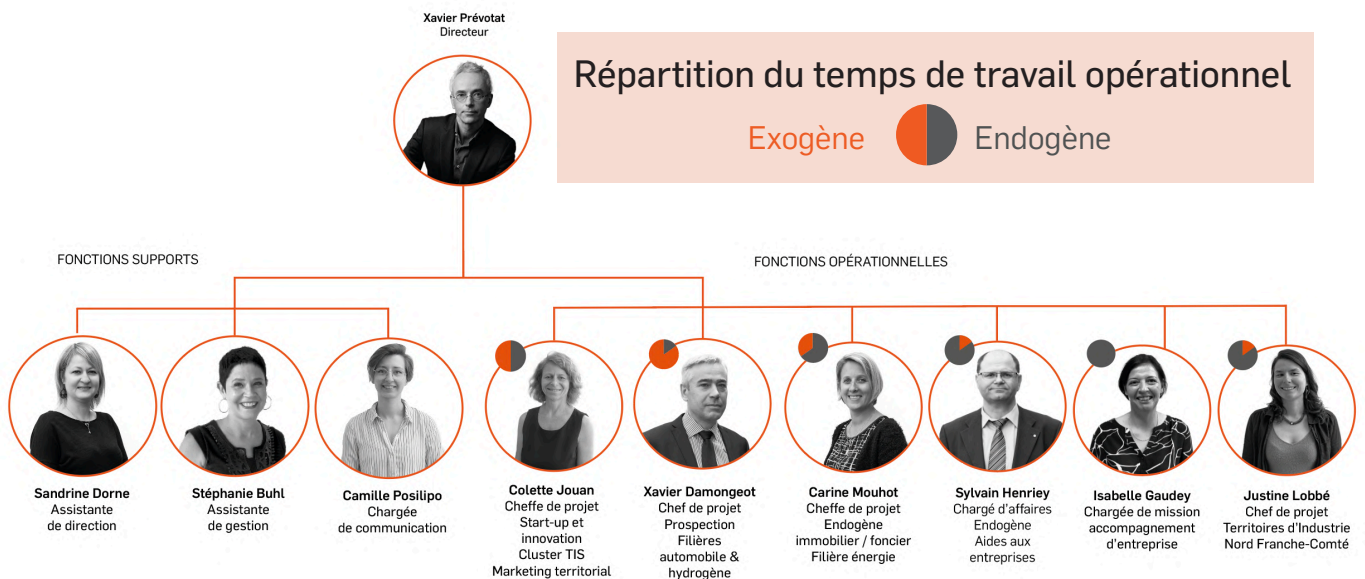 Xavier Prévotat
Directeur
Répartition du temps de travail opérationnel
Exogène
Endogène
FONCTIONS SUPPORTS
FONCTIONS OPÉRATIONNELLES
Sandrine Dorne
Assistante
de direction
Stéphanie Buhl
Assistante
de gestion
Camille Posilipo
Chargée
de communication
Colette Jouan
Cheffe de projet
Start-up et
innovation
Cluster TIS
Marketing territorial
Xavier Damongeot
Chef de projet
Prospection
Filières
automobile &
hydrogène
Carine Mouhot
Cheffe de projet
Endogène
immobilier / foncier
Filière énergie
Sylvain Henriey
Chargé d'affaires
Endogène
Aides aux
entreprises
Isabelle Gaudey
Chargée de mission
accompagnement
d'entreprise
Justine Lobbé
Chef de projet
Territoires d'Industrie
Nord Franche-Comté